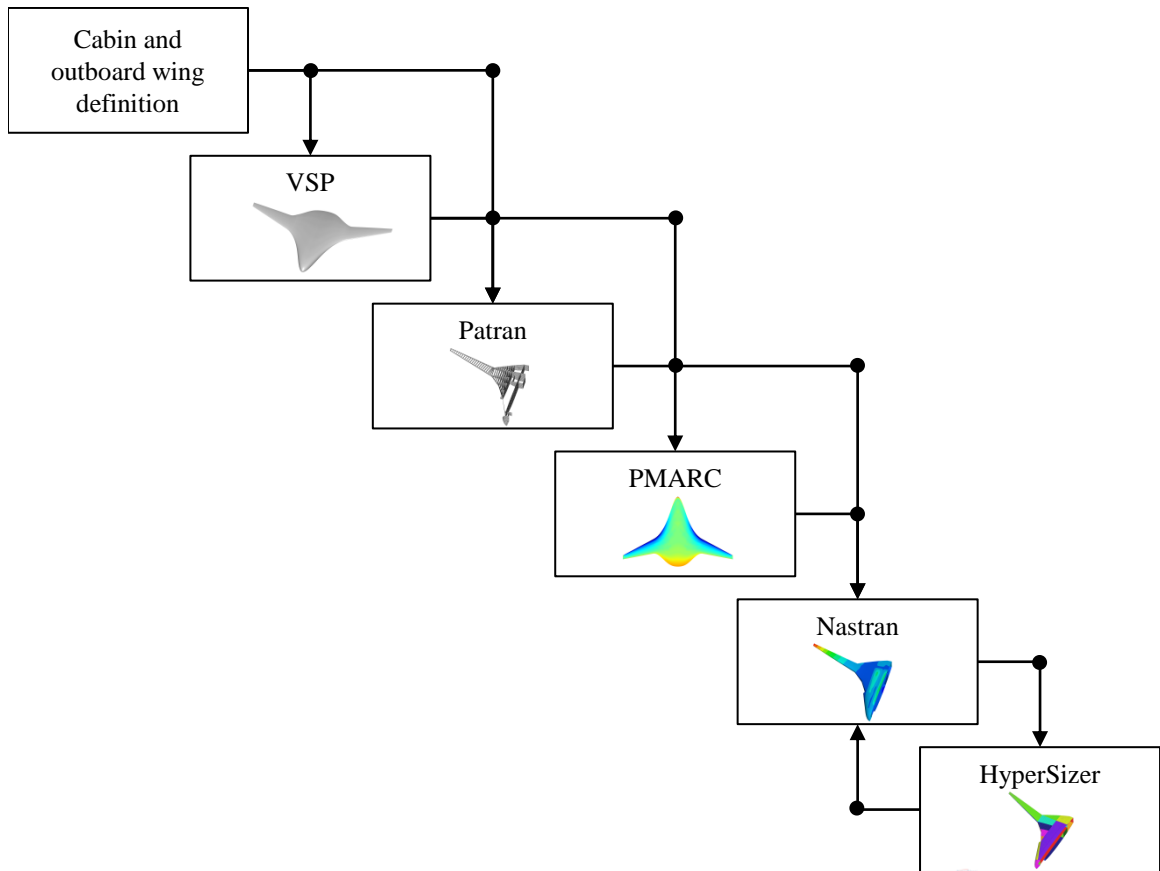 Cabin and
outboard wing
definition
VSP
Patran
PMARC
Nastran
HyperSizer